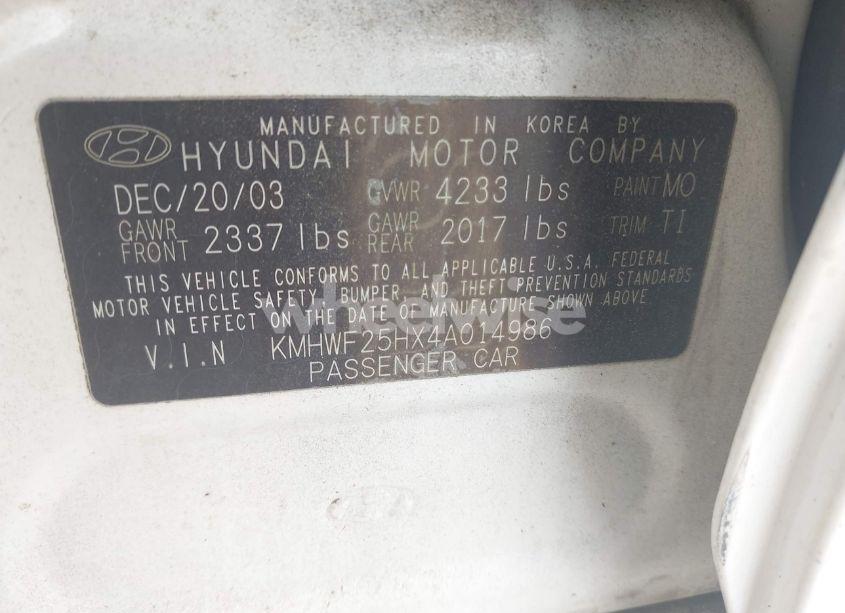 MANUFACTURED IN KOREA BY
HYUNDAI MOTOR COMPANY
DEC/20/03 GVWR 4233 lbs PAINT MO
GAWR FRONT 2337 lbs GAWR REAR 2017 lbs TRIM TI
THIS VEHICLE CONFORMS TO ALL APPLICABLE U.S.A. FEDERAL
MOTOR VEHICLE SAFETY, BUMPER, AND THEFT PREVENTION STANDARDS
IN EFFECT ON THE DATE OF MANUFACTURE SHOWN ABOVE
V.I.N KMHWF25HX4A014986
PASSENGER CAR
wheelwise